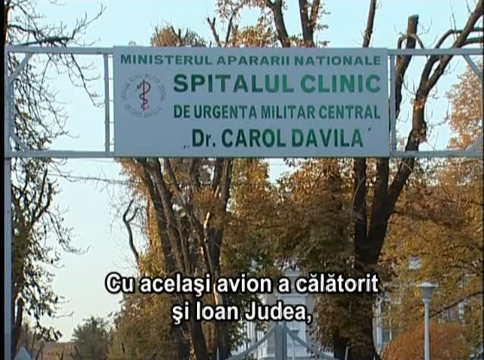 MINISTERUL APARARII NATIONALE
SPITALUL CLINIC
DE URGENTA MILITAR CENTRAL
„Dr. CAROL DAVILA”
Cu acelaşi avion a călătorit
şi Ioan Judea,